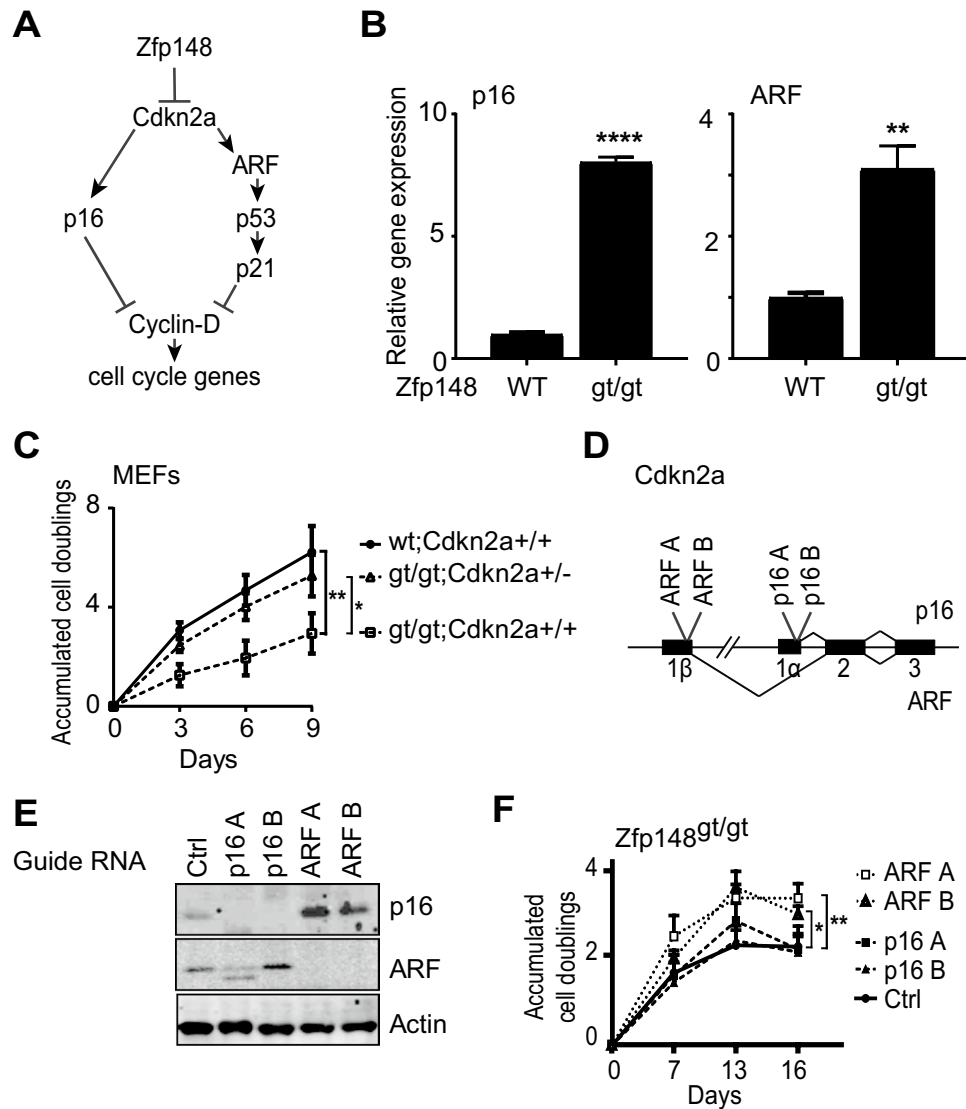 A
Zfp148
Cdkn2a
ARF
p16
p53
p21
Cyclin-D
cell cycle genes
B
Relative gene expression
p16
10
5
0
****
Zfp148
WT
gt/gt
ARF
4
2
0
**
WT
gt/gt
C
MEFs
Accumulated cell doublings
8
4
0
0
3
6
9
Days
wt;Cdkn2a+/+
gt/gt;Cdkn2a+/-
gt/gt;Cdkn2a+/+
**
*
D
Cdkn2a
ARF A
ARF B
p16 A
p16 B
p16
1β
1α
2
3
ARF
E
Guide RNA
Ctrl
p16 A
p16 B
ARF A
ARF B
p16
ARF
Actin
F
Zfp148gt/gt
Accumulated
cell doublings
4
2
0
0
7
13
16
Days
*
**
ARF A
ARF B
p16 A
p16 B
Ctrl